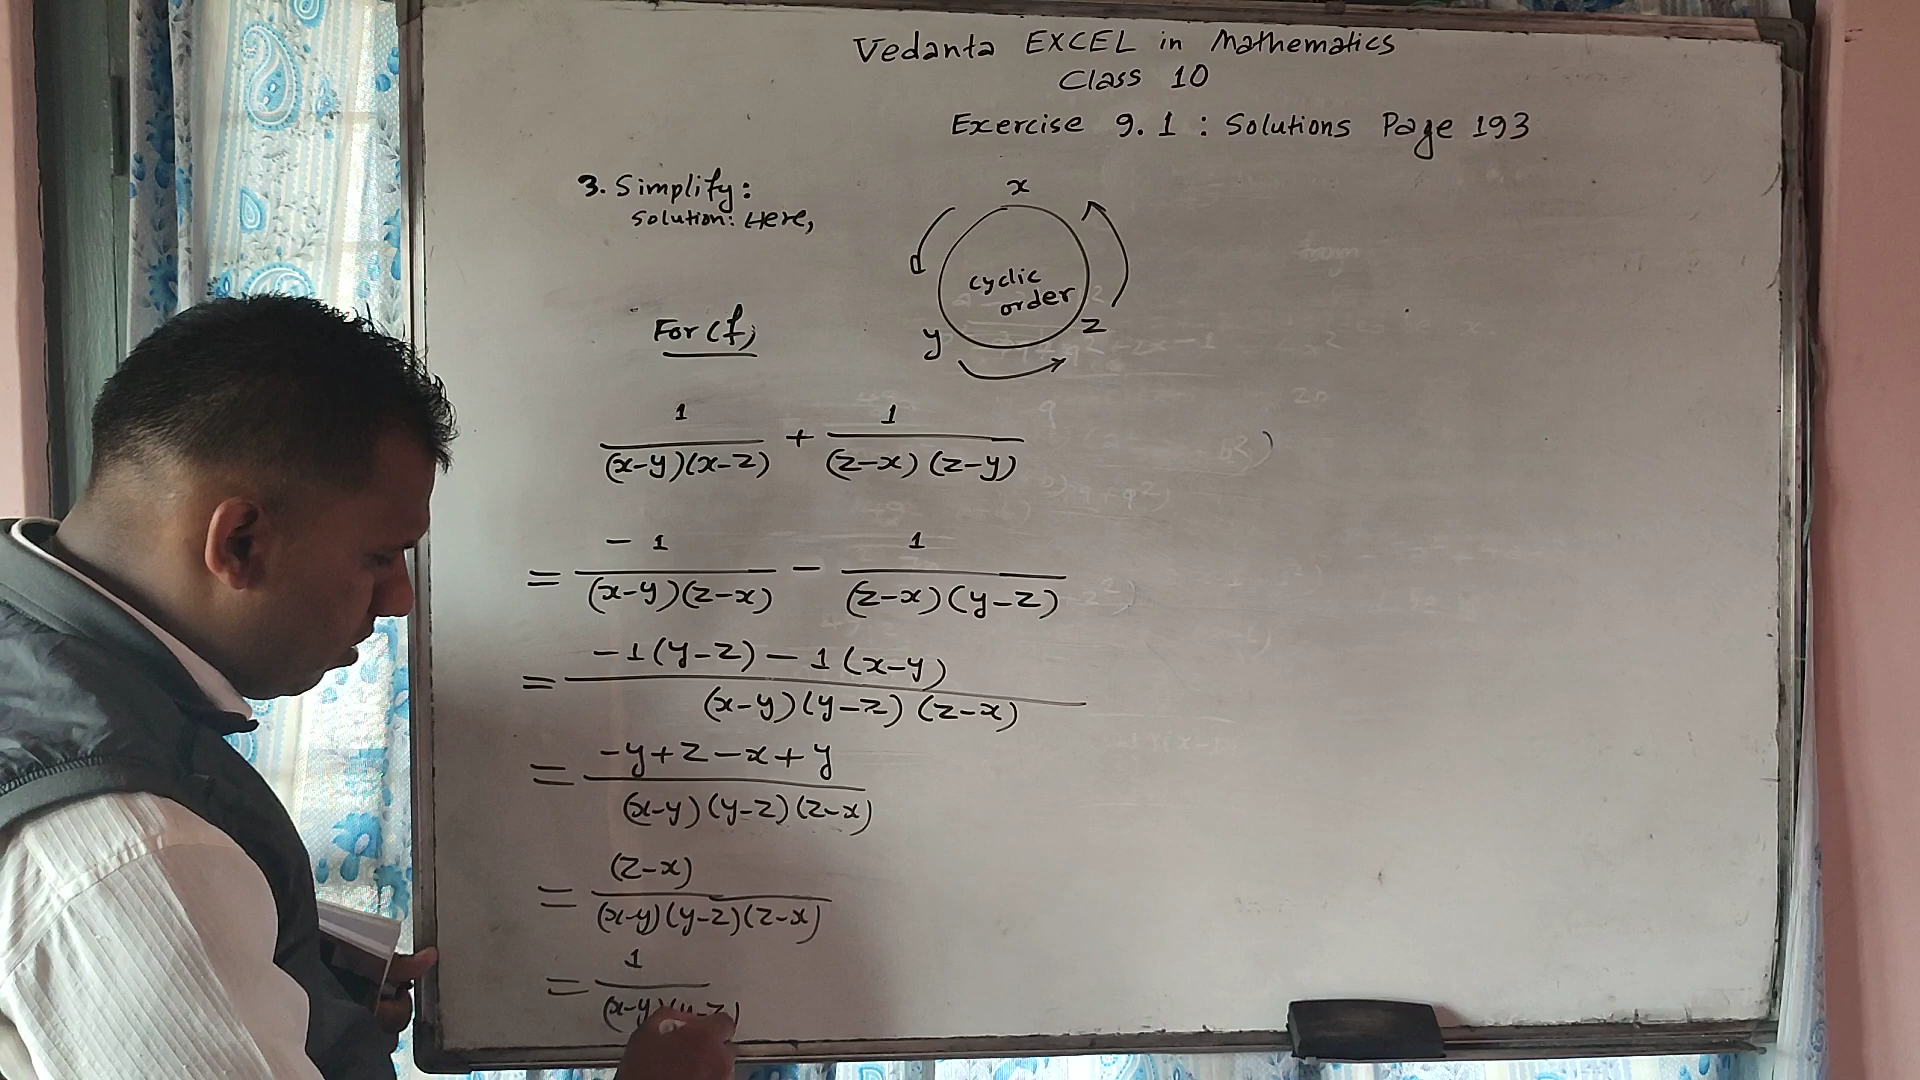 Vedanta EXCEL in Mathematics
Class 10
Exercise 9.1 : Solutions Page 193
3. Simplify:
Solution: Here,
x
cyclic
order
y z
For (f)
1/((x-y)(x-z)) + 1/((z-x)(z-y))
= -1/((x-y)(z-x)) - 1/((z-x)(y-z))
= (-1(y-z) - 1(x-y))/((x-y)(y-z)(z-x))
= (-y+z-x+y)/((x-y)(y-z)(z-x))
= (z-x)/((x-y)(y-z)(z-x))
= 1/((x-y)(y-z))